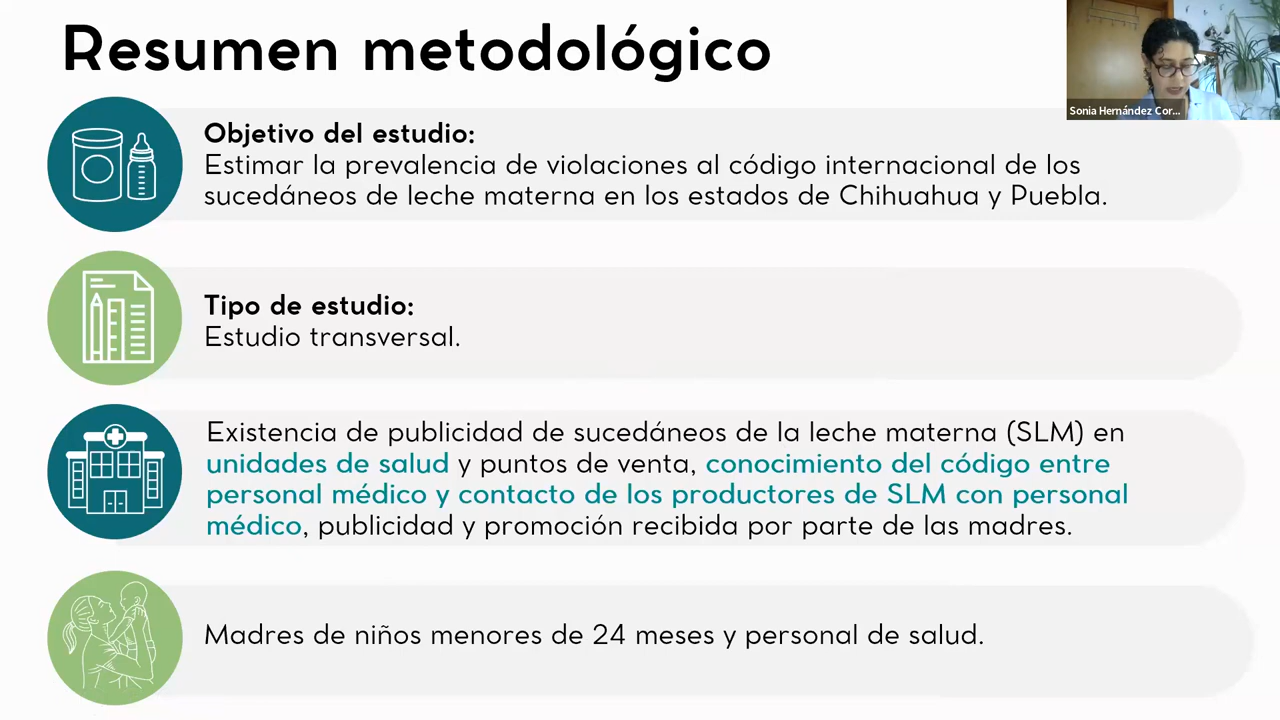 Resumen metodológico
Sonia Hernández Cor...
Objetivo del estudio:
Estimar la prevalencia de violaciones al código internacional de los
sucedáneos de leche materna en los estados de Chihuahua y Puebla.
Tipo de estudio:
Estudio transversal.
Existencia de publicidad de sucedáneos de la leche materna (SLM) en
unidades de salud y puntos de venta, conocimiento del código entre
personal médico y contacto de los productores de SLM con personal
médico, publicidad y promoción recibida por parte de las madres.
Madres de niños menores de 24 meses y personal de salud.